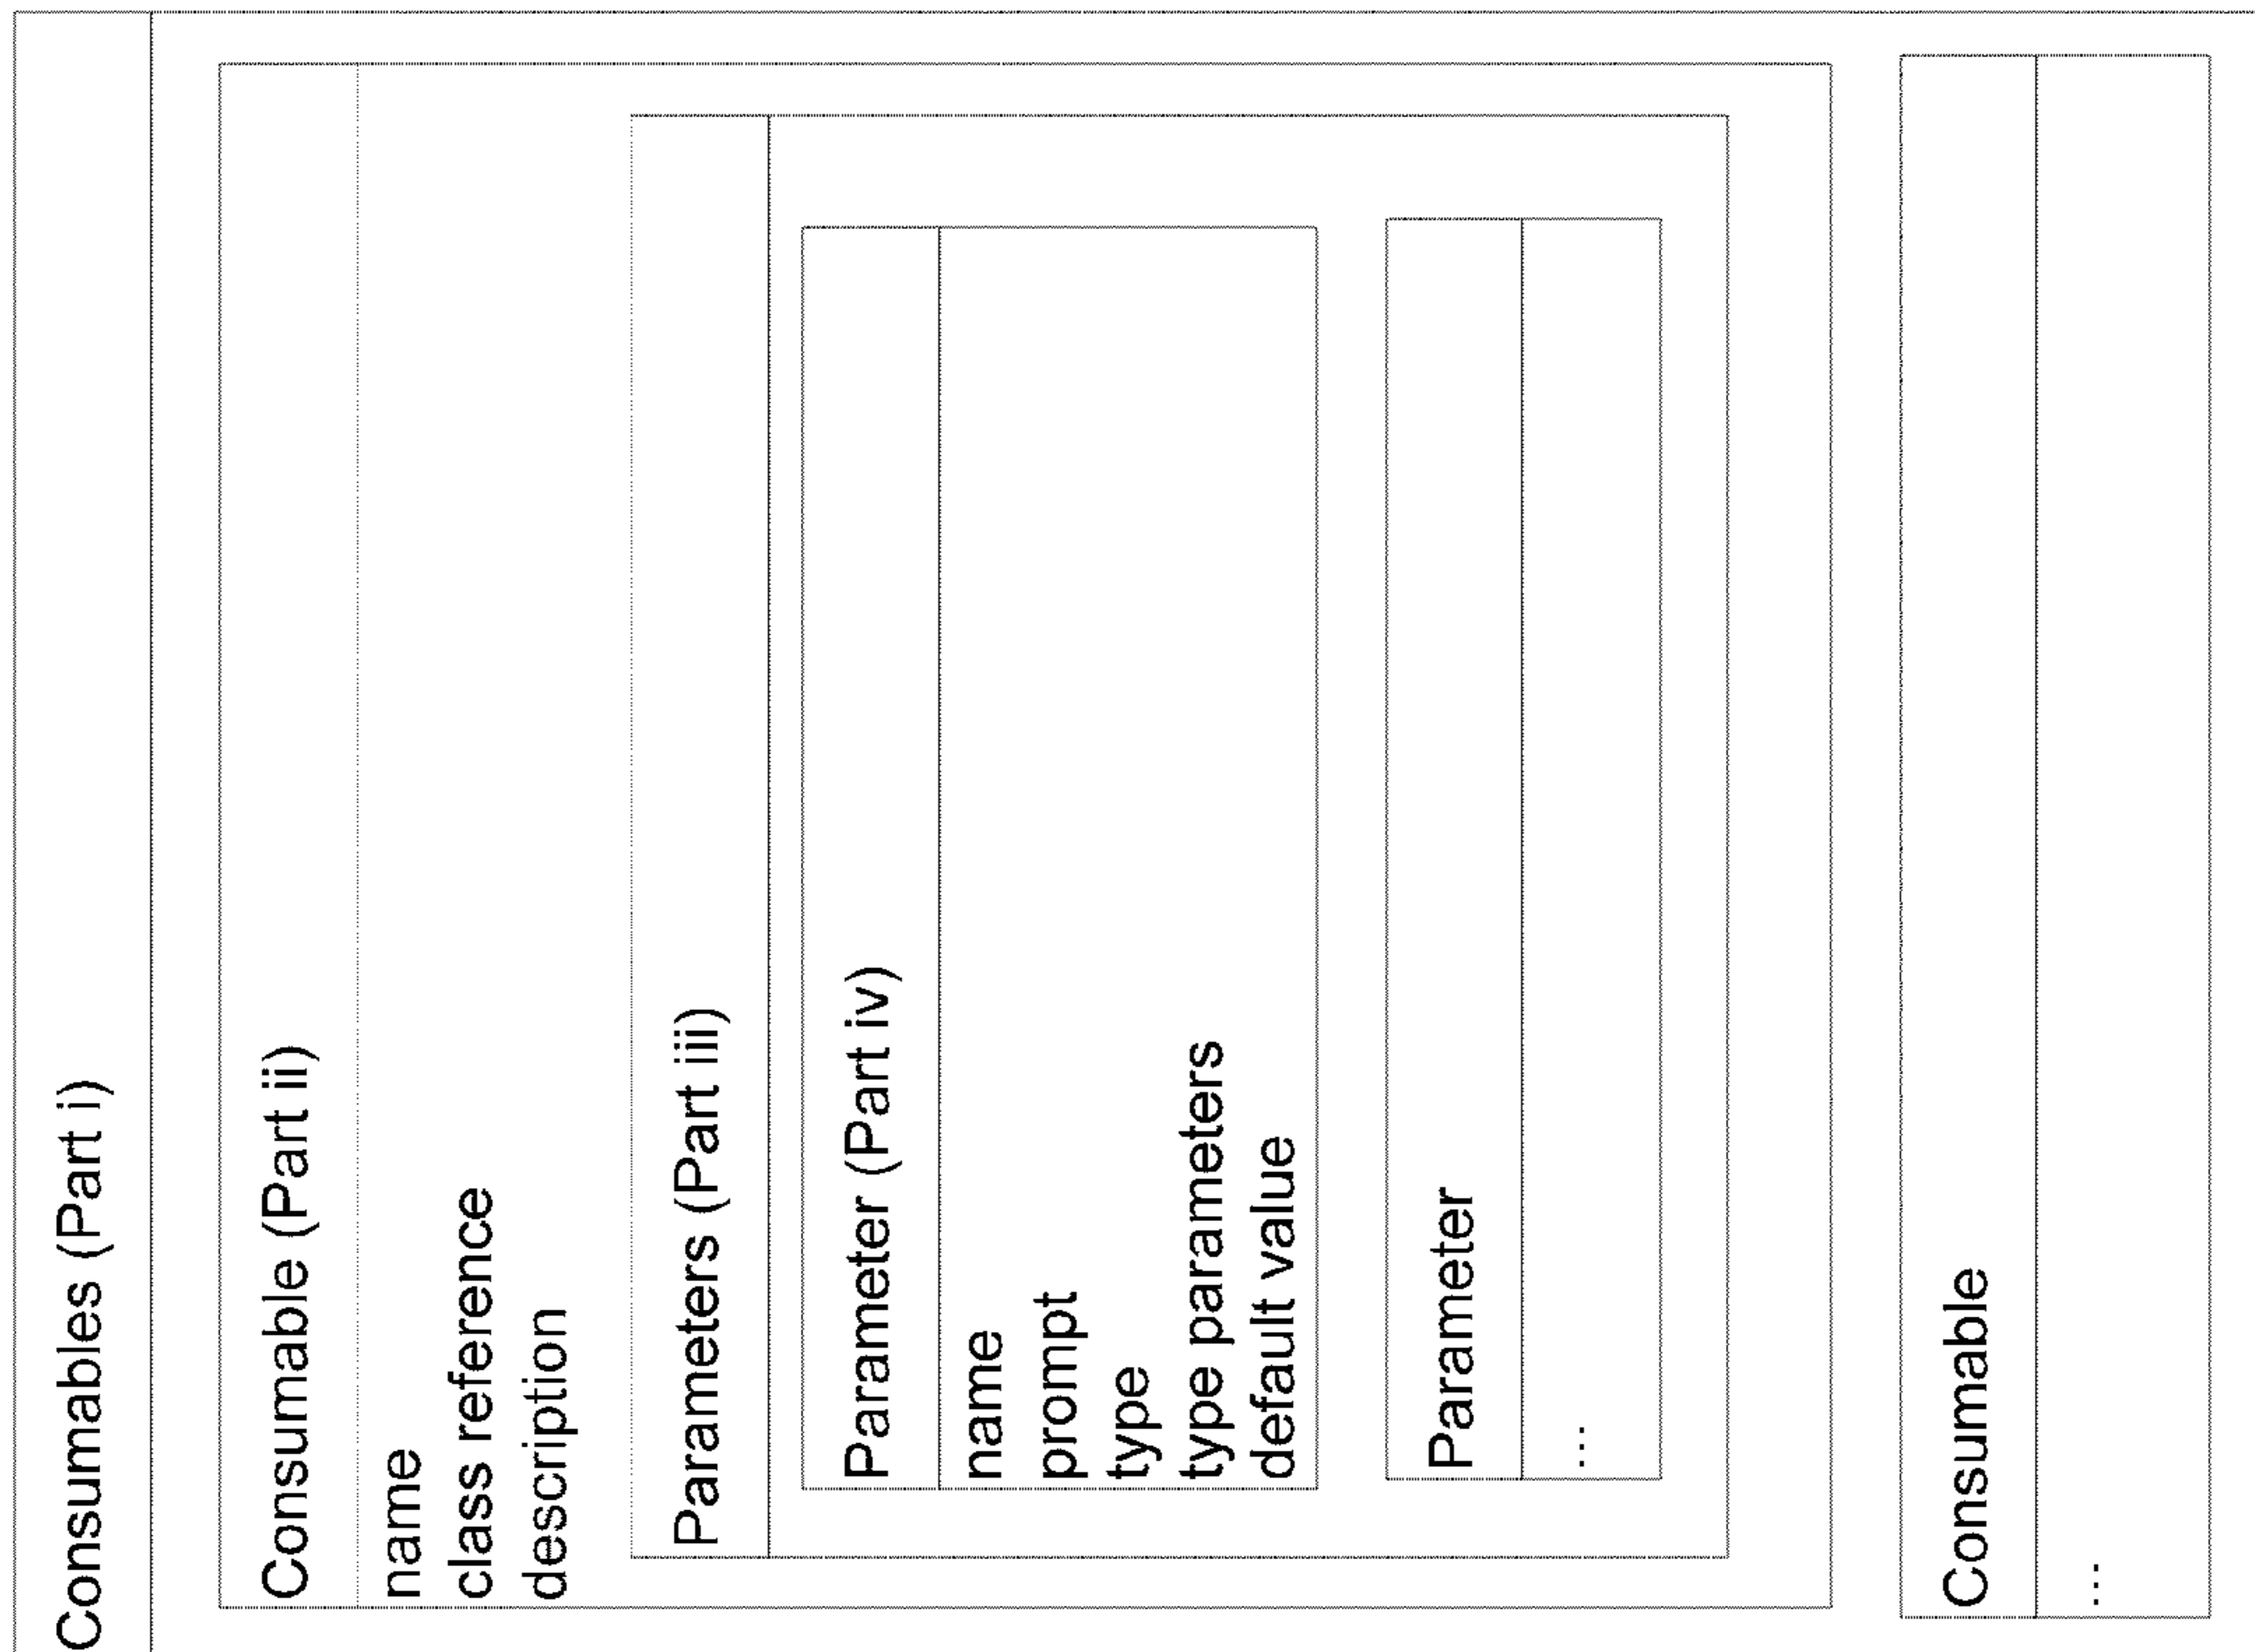 Consumables (Part i)
Consumable (Part ii)
name
class reference
description
Parameters (Part iii)
Parameter (Part iv)
name
prompt
type
type parameters
default value
Parameter
...
Consumable
...